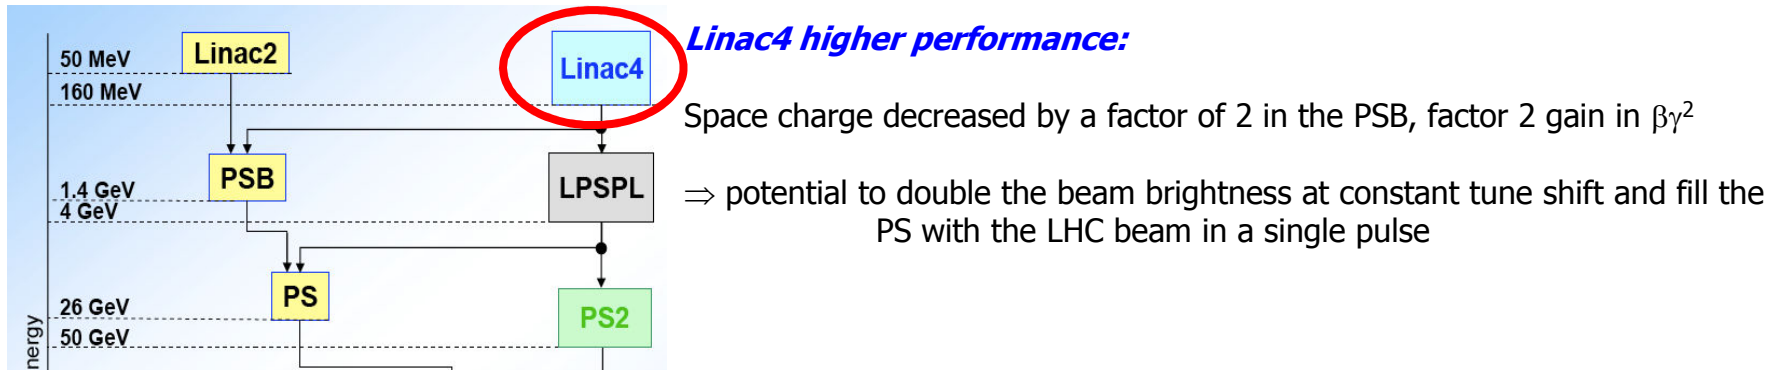 Linac4 higher performance:
50 MeV
Linac2
Linac4
160 MeV
Space charge decreased by a factor of 2 in the PSB, factor 2 gain in βγ²
PSB
LPSPL
1.4 GeV
4 GeV
⇒ potential to double the beam brightness at constant tune shift and fill the
PS with the LHC beam in a single pulse
PS
26 GeV
PS2
50 GeV